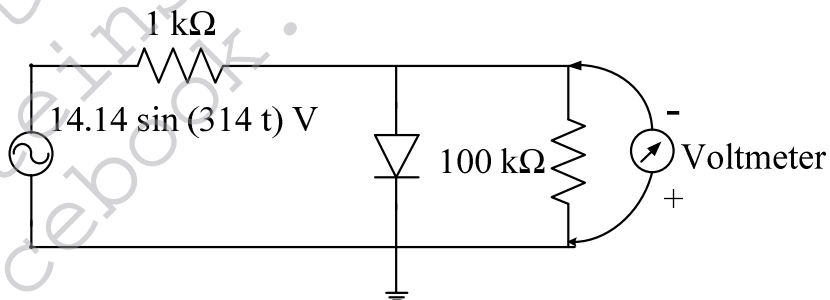 1 kΩ
14.14 sin (314 t) V
100 kΩ
-
Voltmeter
+